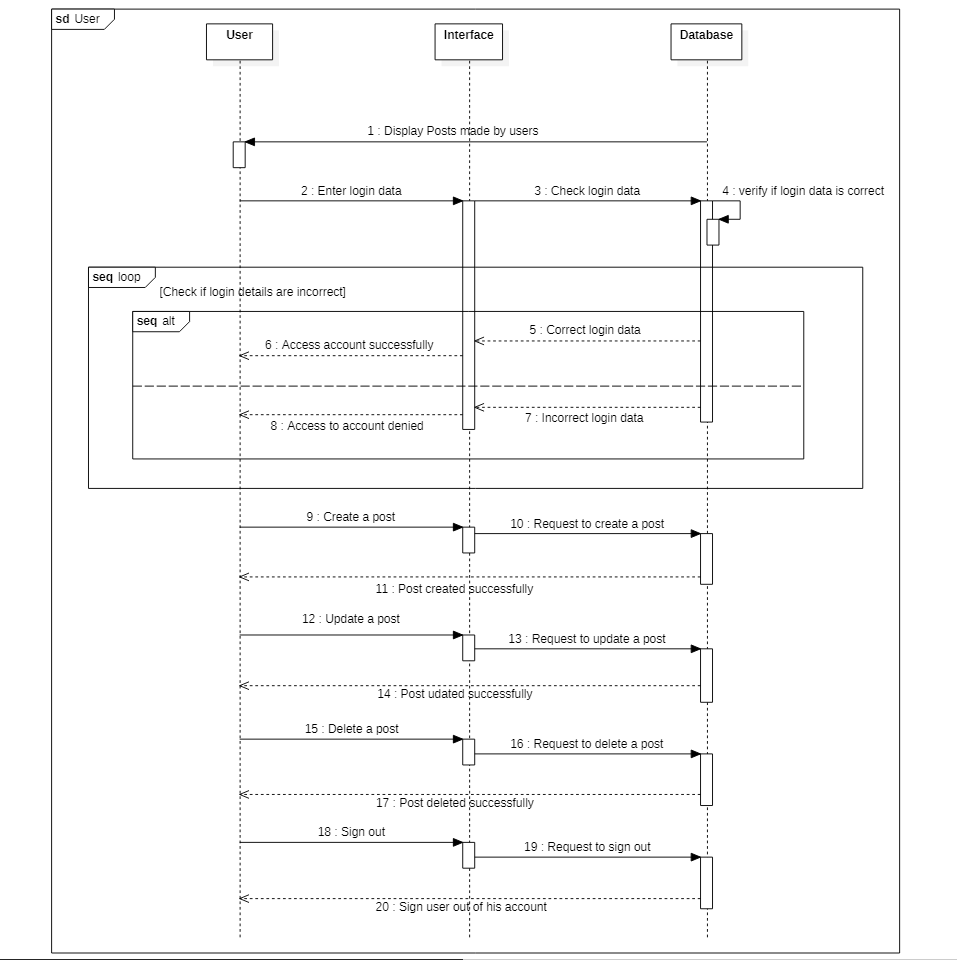 sd User
User
Interface
Database
1 : Display Posts made by users
2 : Enter login data
3 : Check login data
4 : verify if login data is correct
seq loop
[Check if login details are incorrect]
seq alt
5 : Correct login data
6 : Access account successfully
7 : Incorrect login data
8 : Access to account denied
9 : Create a post
10 : Request to create a post
11 : Post created successfully
12 : Update a post
13 : Request to update a post
14 : Post udated successfully
15 : Delete a post
16 : Request to delete a post
17 : Post deleted successfully
18 : Sign out
19 : Request to sign out
20 : Sign user out of his account